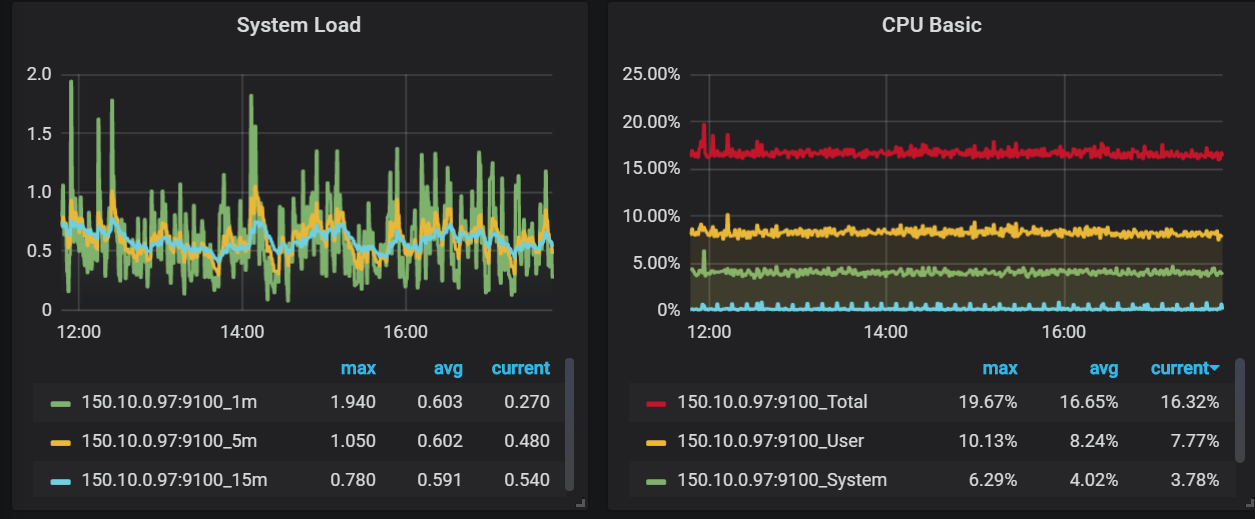 System Load
2.0
1.5
1.0
0.5
0
12:00 14:00 16:00
max avg current
150.10.0.97:9100_1m 1.940 0.603 0.270
150.10.0.97:9100_5m 1.050 0.602 0.480
150.10.0.97:9100_15m 0.780 0.591 0.540
CPU Basic
25.00%
20.00%
15.00%
10.00%
5.00%
0%
12:00 14:00 16:00
max avg current
150.10.0.97:9100_Total 19.67% 16.65% 16.32%
150.10.0.97:9100_User 10.13% 8.24% 7.77%
150.10.0.97:9100_System 6.29% 4.02% 3.78%